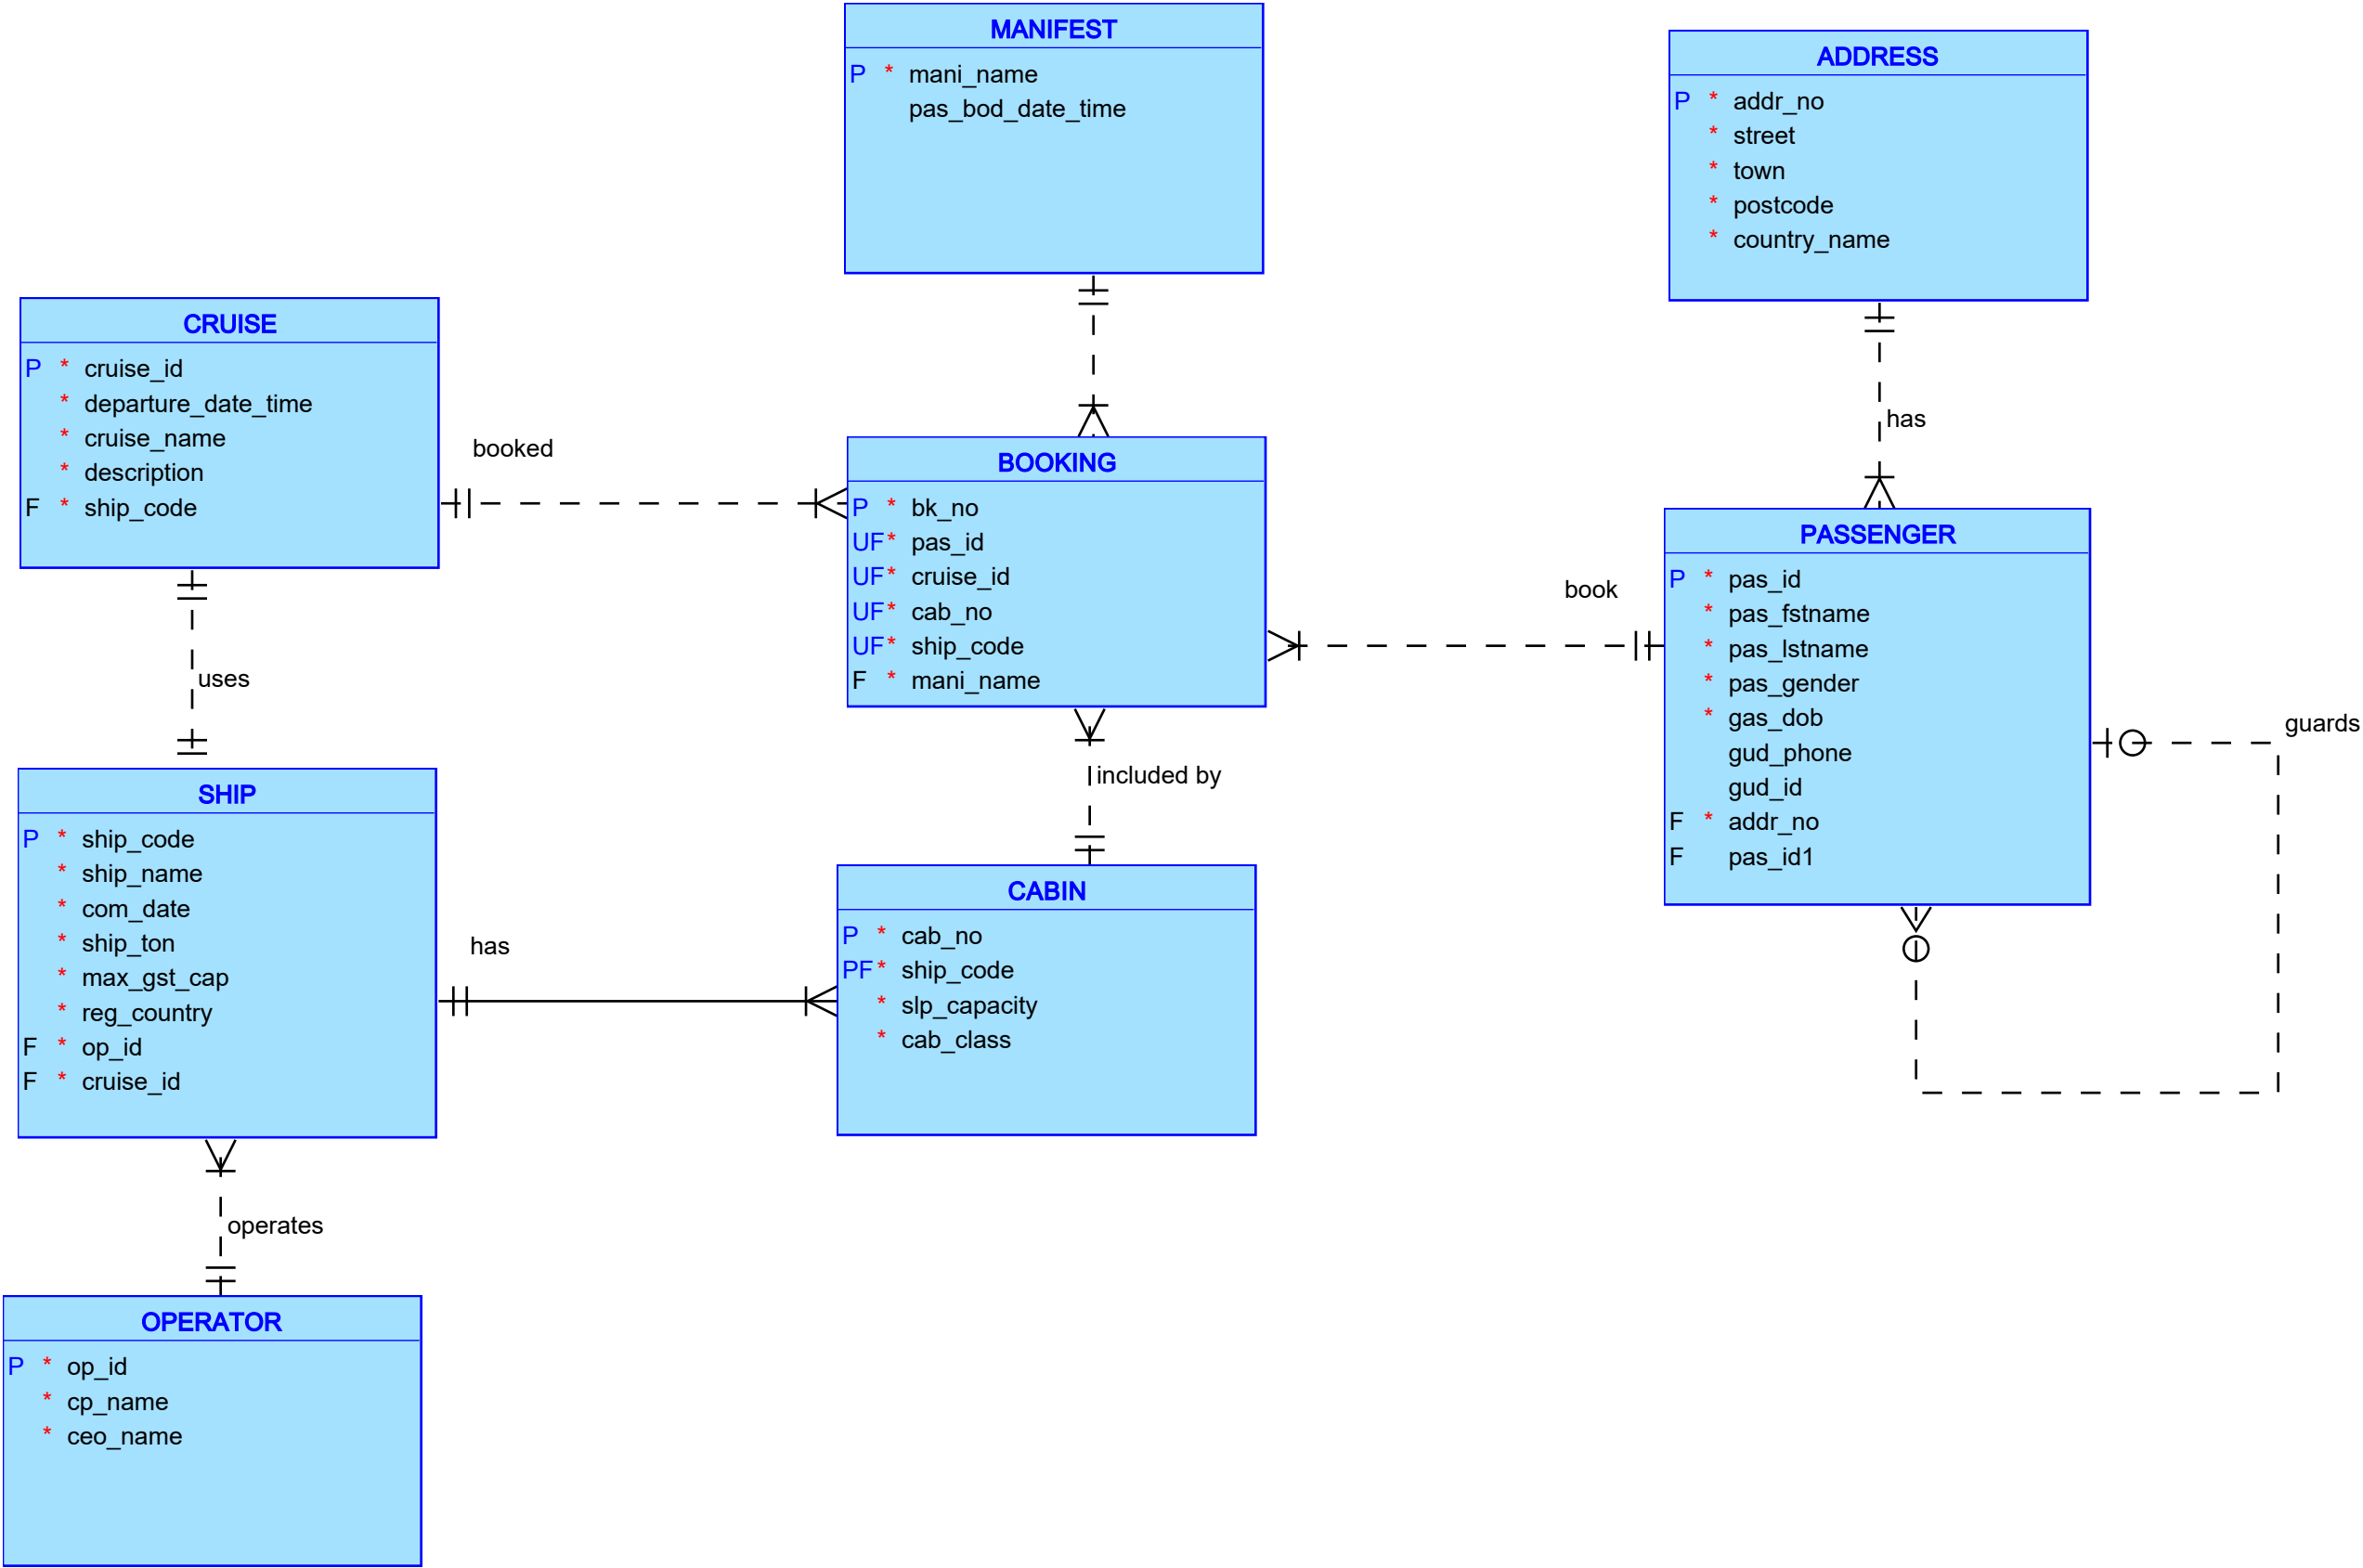 MANIFEST
P * mani_name
pas_bod_date_time
ADDRESS
P * addr_no
* street
* town
* postcode
* country_name
CRUISE
P * cruise_id
* departure_date_time
* cruise_name
* description
F * ship_code
booked
BOOKING
P * bk_no
UF * pas_id
UF * cruise_id
UF * cab_no
UF * ship_code
F * mani_name
has
book
PASSENGER
P * pas_id
* pas_fstname
* pas_lstname
* pas_gender
* gas_dob
gud_phone
gud_id
F * addr_no
F pas_id1
guards
uses
included by
SHIP
P * ship_code
* ship_name
* com_date
* ship_ton
* max_gst_cap
* reg_country
F * op_id
F * cruise_id
has
CABIN
P * cab_no
PF * ship_code
* slp_capacity
* cab_class
operates
OPERATOR
P * op_id
* cp_name
* ceo_name